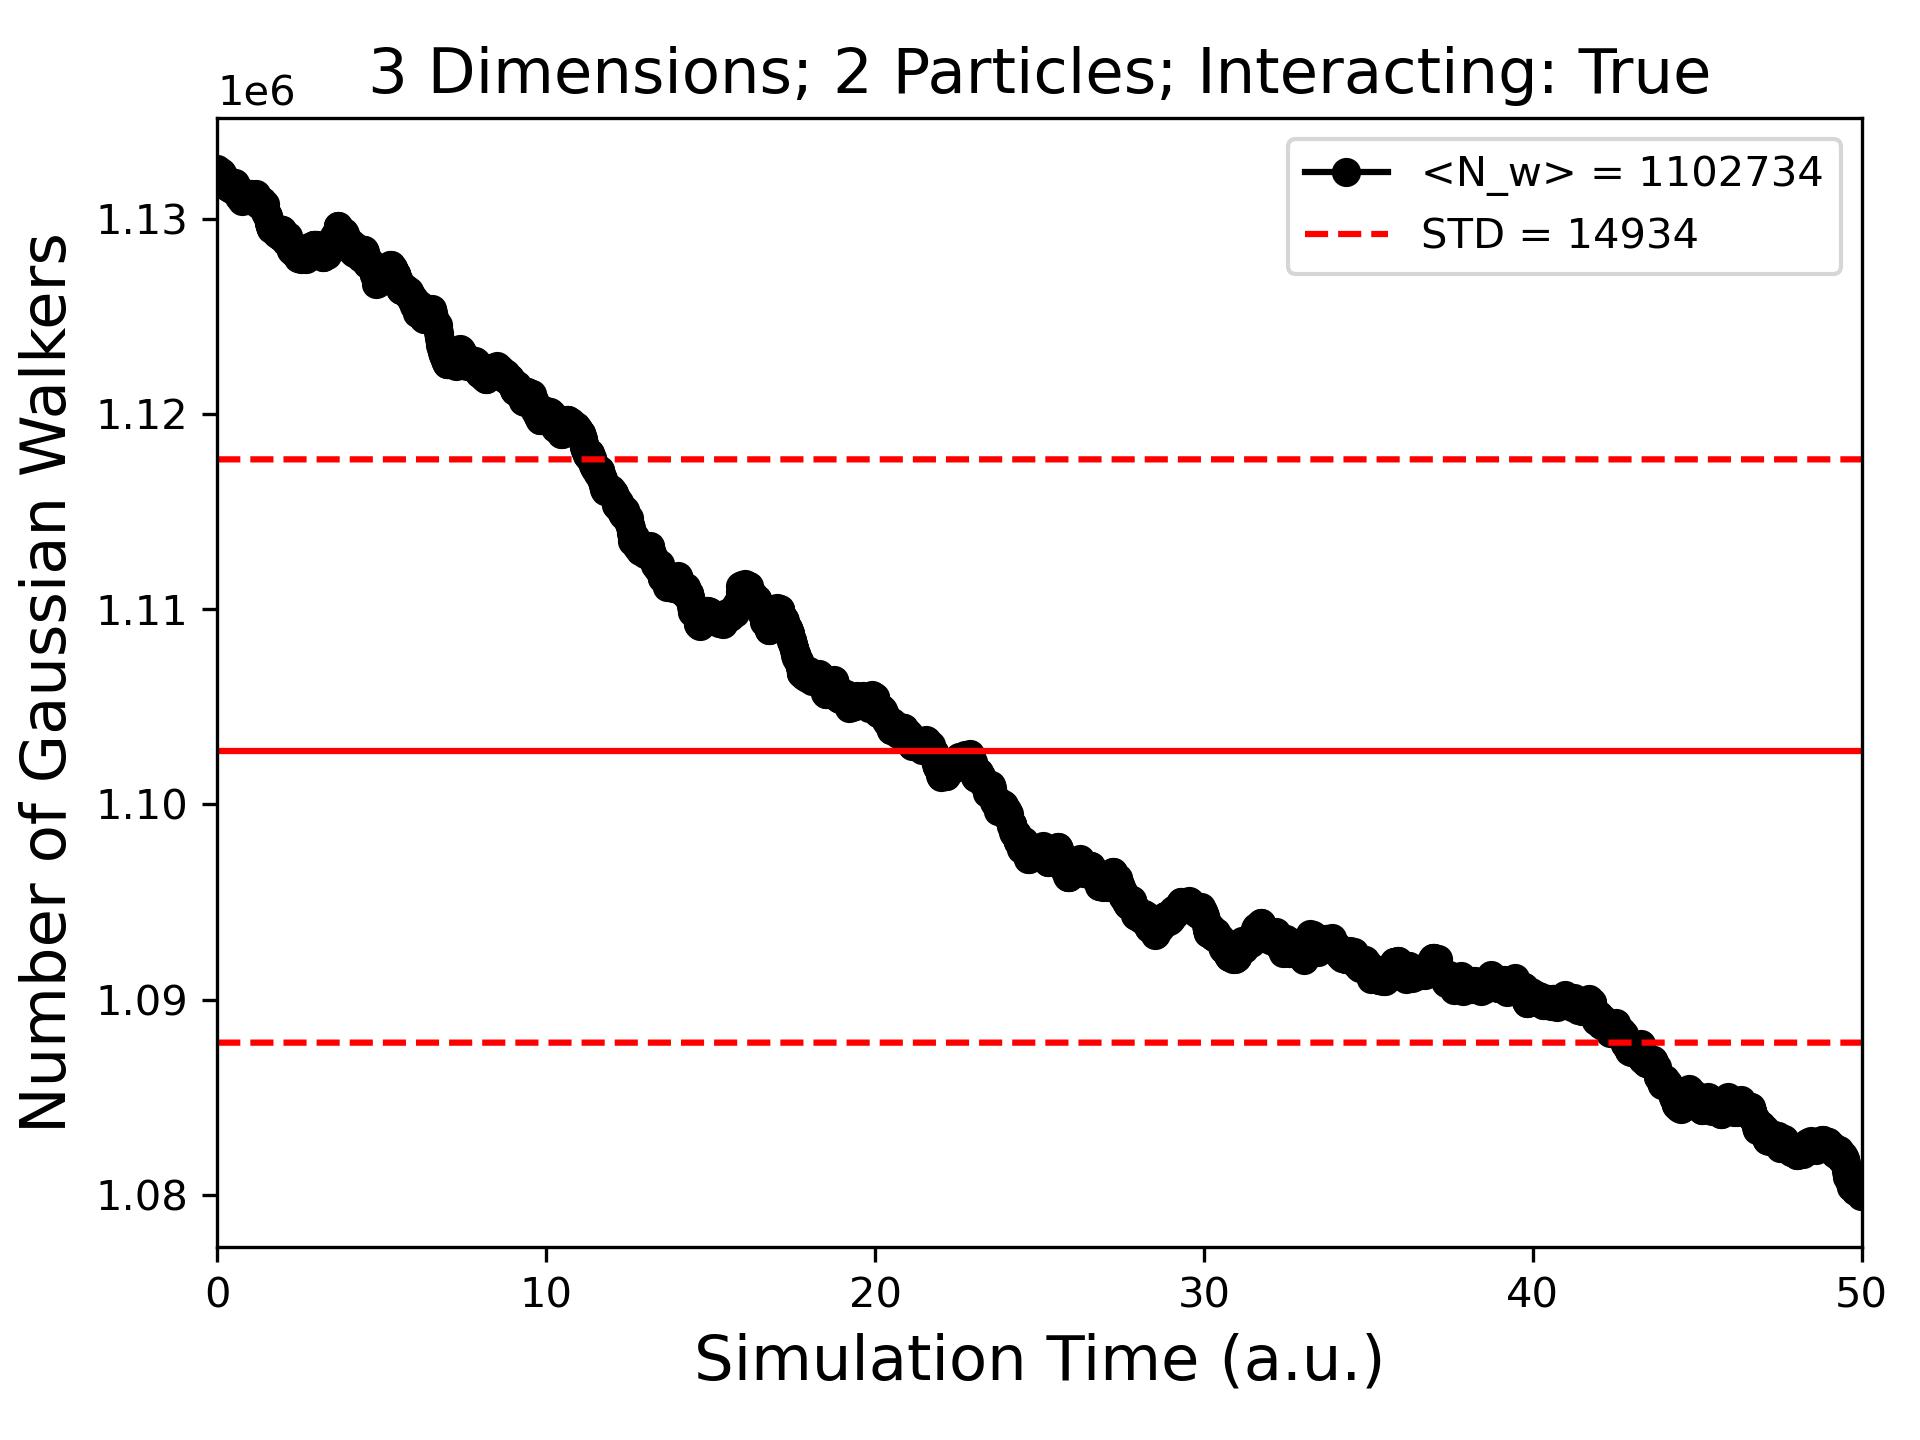 3 Dimensions; 2 Particles; Interacting: True
1e6
<N_w> = 1102734
STD = 14934
Number of Gaussian Walkers
1.13
1.12
1.11
1.10
1.09
1.08
0 10 20 30 40 50
Simulation Time (a.u.)